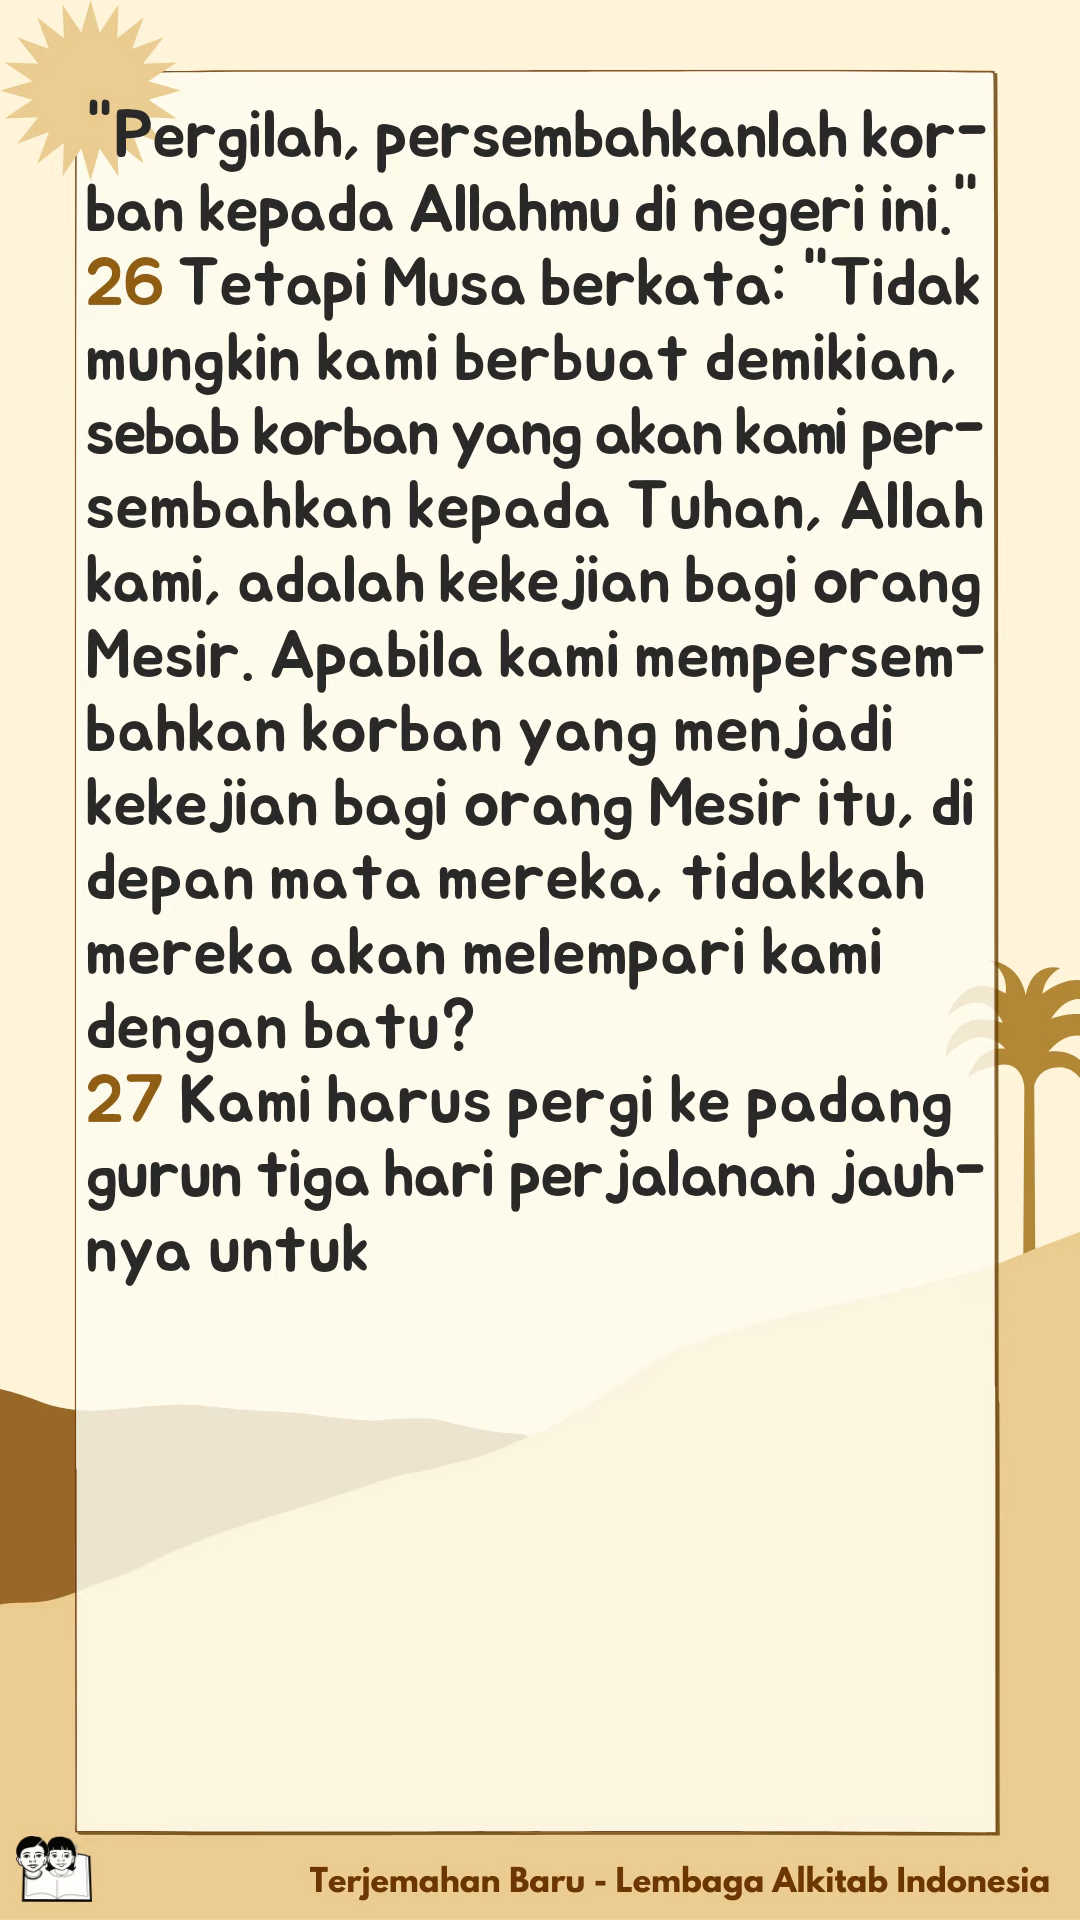 "Pergilah, persembahkanlah kor-
ban kepada Allahmu di negeri ini."
26 Tetapi Musa berkata: "Tidak
mungkin kami berbuat demikian,
sebab korban yang akan kami per-
sembahkan kepada Tuhan, Allah
kami, adalah kekejian bagi orang
Mesir. Apabila kami mempersem-
bahkan korban yang menjadi
kekejian bagi orang Mesir itu, di
depan mata mereka, tidakkah
mereka akan melempari kami
dengan batu?
27 Kami harus pergi ke padang
gurun tiga hari perjalanan jauh-
nya untuk
Terjemahan Baru - Lembaga Alkitab Indonesia